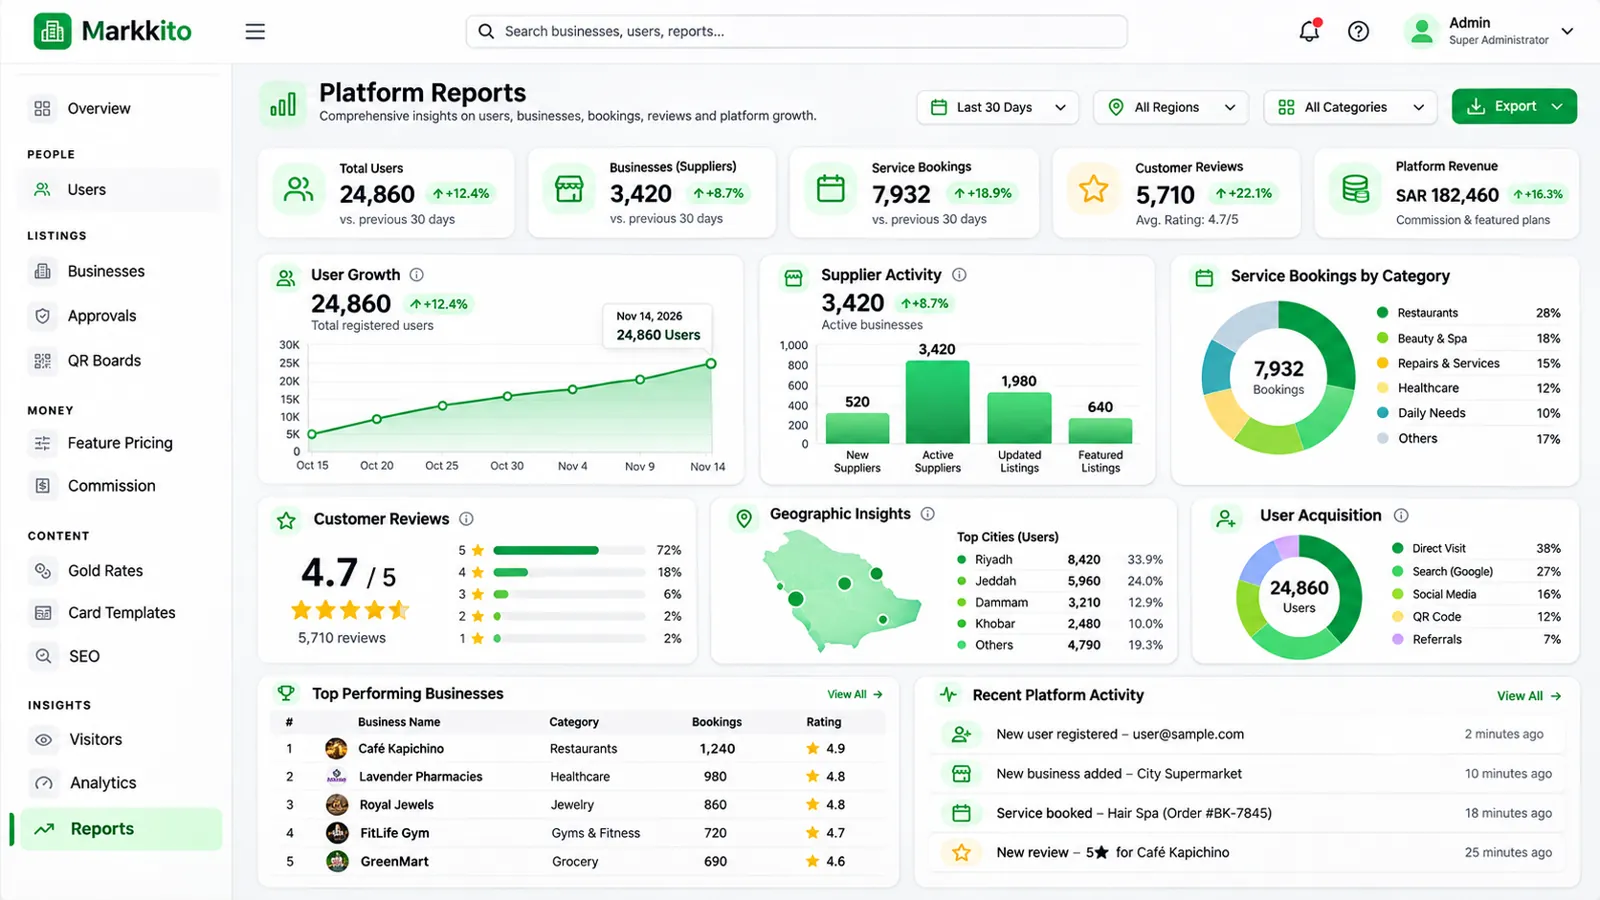 Markkito
Search businesses, users, reports...
Admin
Super Administrator
Overview
PEOPLE
Users
LISTINGS
Businesses
Approvals
QR Boards
MONEY
Feature Pricing
Commission
CONTENT
Gold Rates
Card Templates
SEO
INSIGHTS
Visitors
Analytics
Reports
Platform Reports
Comprehensive insights on users, businesses, bookings, reviews and platform growth.
Last 30 Days
All Regions
All Categories
Export
Total Users
24,860 +12.4%
vs. previous 30 days
Businesses (Suppliers)
3,420 +8.7%
vs. previous 30 days
Service Bookings
7,932 +18.9%
vs. previous 30 days
Customer Reviews
5,710 +22.1%
Avg. Rating: 4.7/5
Platform Revenue
SAR 182,460 +16.3%
Commission & featured plans
User Growth
24,860 +12.4%
Total registered users
Nov 14, 2026
24,860 Users
30K
25K
20K
15K
10K
5K
0
Oct 15 Oct 20 Oct 25 Oct 30 Nov 4 Nov 9 Nov 14
Supplier Activity
3,420 +8.7%
Active businesses
1,000
800
600
400
200
0
520
3,420
1,980
640
New Suppliers
Active Suppliers
Updated Listings
Featured Listings
Service Bookings by Category
7,932
Bookings
Restaurants 28%
Beauty & Spa 18%
Repairs & Services 15%
Healthcare 12%
Daily Needs 10%
Others 17%
Customer Reviews
4.7 / 5
5,710 reviews
5 72%
4 18%
3 6%
2 2%
1 2%
Geographic Insights
Top Cities (Users)
Riyadh 8,420 33.9%
Jeddah 5,960 24.0%
Dammam 3,210 12.9%
Khobar 2,480 10.0%
Others 4,790 19.3%
User Acquisition
24,860
Users
Direct Visit 38%
Search (Google) 27%
Social Media 16%
QR Code 12%
Referrals 7%
Top Performing Businesses
View All →
# Business Name Category Bookings Rating
1 Café Kapichino Restaurants 1,240 4.9
2 Lavender Pharmacies Healthcare 980 4.8
3 Royal Jewels Jewelry 860 4.8
4 FitLife Gym Gyms & Fitness 720 4.7
5 GreenMart Grocery 690 4.6
Recent Platform Activity
View All →
New user registered – user@sample.com 2 minutes ago
New business added – City Supermarket 10 minutes ago
Service booked – Hair Spa (Order #BK-7845) 18 minutes ago
New review – 5★ for Café Kapichino 25 minutes ago